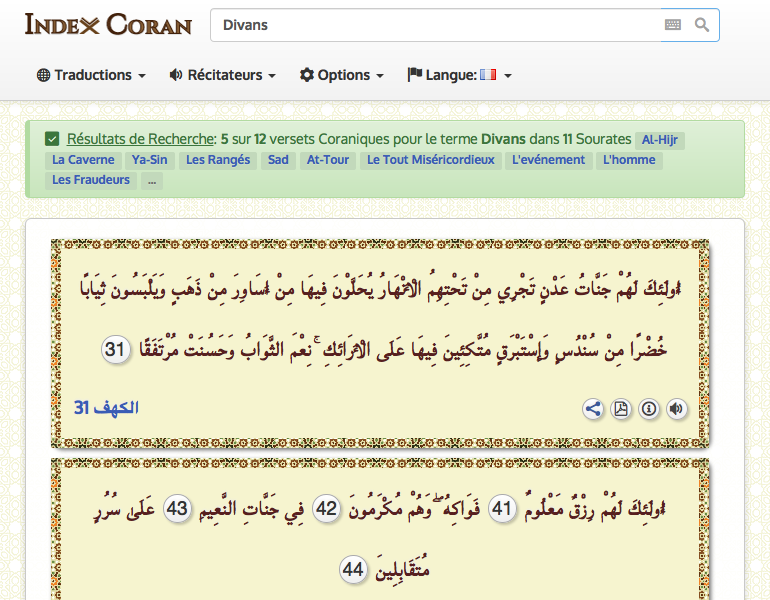 Index Coran
Divans
Traductions Récitateurs Options Langue:
Résultats de Recherche: 5 sur 12 versets Coraniques pour le terme Divans dans 11 Sourates Al-Hijr
La Caverne Ya-Sin Les Rangés Sad At-Tour Le Tout Miséricordieux L'evénement L'homme
Les Fraudeurs ...
أُولَٰئِكَ لَهُمْ جَنَّاتُ عَدْنٍ تَجْرِي مِنْ تَحْتِهِمُ الْأَنْهَارُ يُحَلَّوْنَ فِيهَا مِنْ أَسَاوِرَ مِنْ ذَهَبٍ وَيَلْبَسُونَ ثِيَابًا
خُضْرًا مِنْ سُنْدُسٍ وَإِسْتَبْرَقٍ مُتَّكِئِينَ فِيهَا عَلَى الْأَرَائِكِ ۚ نِعْمَ الثَّوَابُ وَحَسُنَتْ مُرْتَفَقًا 31
الكهف 31
أُولَٰئِكَ لَهُمْ رِزْقٌ مَعْلُومٌ 41 فَوَاكِهُ ۖ وَهُمْ مُكْرَمُونَ 42 فِي جَنَّاتِ النَّعِيمِ 43 عَلَىٰ سُرُرٍ
مُتَقَابِلِينَ 44